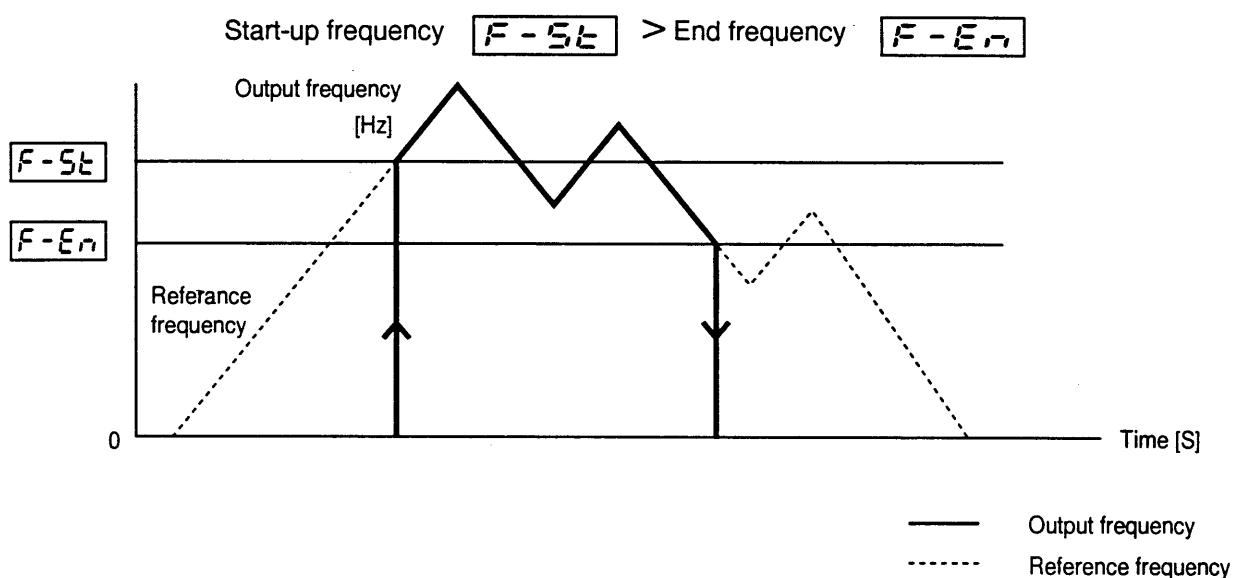 Start-up frequency F-St > End frequency F-En
Output frequency
[Hz]
F-St
F-En
Referance
frequency
0
Time [S]
Output frequency
Reference frequency